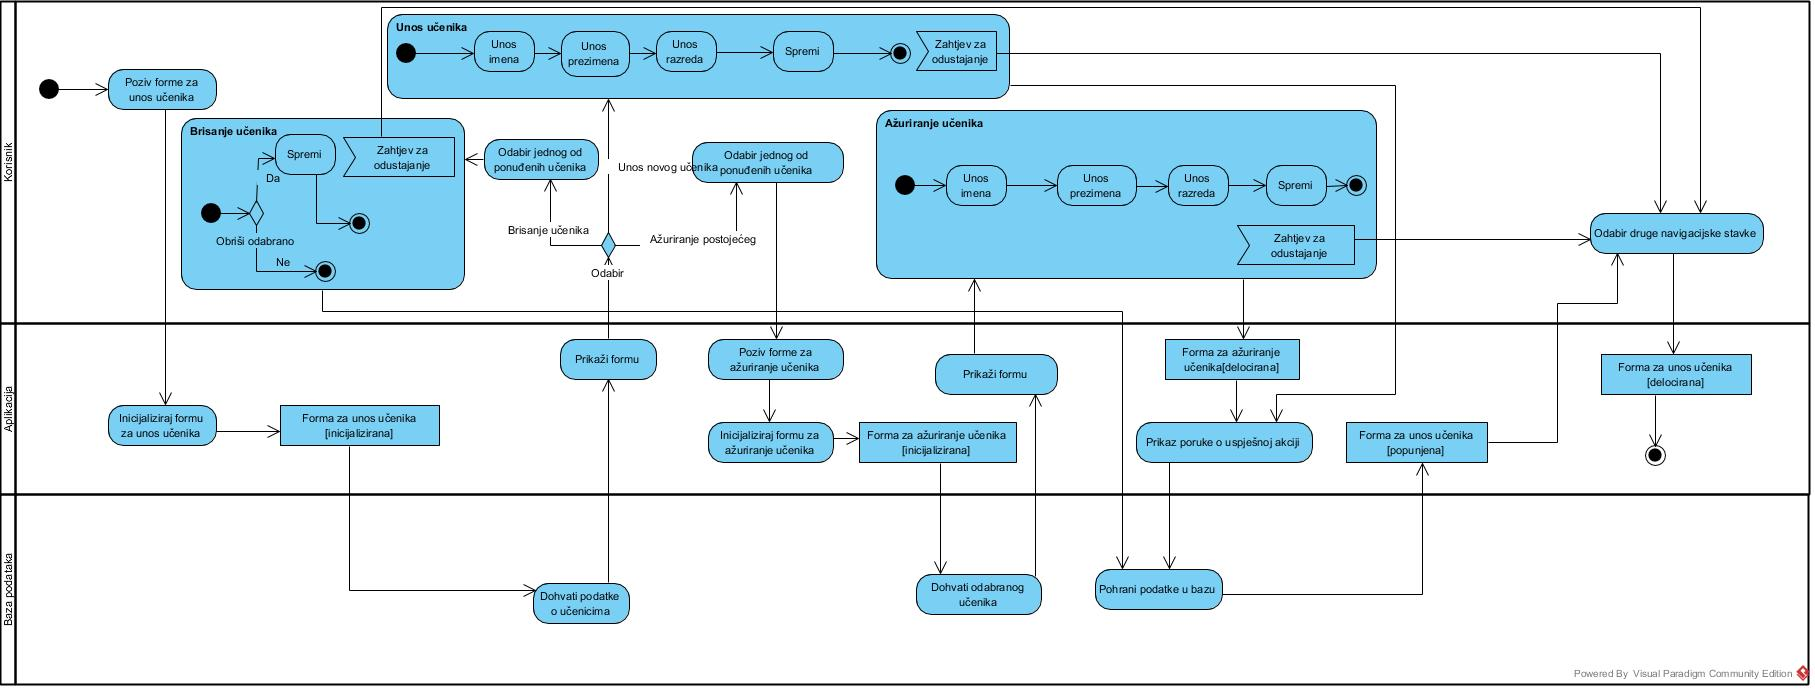 Korisnik
Poziv forme za
unos učenika
Unos učenika
Unos
imena
Unos
prezimena
Unos
razreda
Spremi
Zahtjev za
odustajanje
Brisanje učenika
Spremi
Zahtjev za
odustajanje
Da
Obriši odabrano
Ne
Odabir jednog od
ponuđenih učenika
Unos novog učenika
Odabir jednog od
ponuđenih učenika
Brisanje učenika
Ažuriranje postojećeg
Odabir
Ažuriranje učenika
Unos
imena
Unos
prezimena
Unos
razreda
Spremi
Zahtjev za
odustajanje
Odabir druge navigacijske stavke
Aplikacija
Inicijaliziraj formu
za unos učenika
Forma za unos učenika
[inicijalizirana]
Prikaži formu
Poziv forme za
ažuriranje učenika
Inicijaliziraj formu za
ažuriranje učenika
Forma za ažuriranje učenika
[inicijalizirana]
Prikaži formu
Forma za ažuriranje
učenika[delocirana]
Prikaz poruke o uspješnoj akciji
Forma za unos učenika
[popunjena]
Forma za unos učenika
[delocirana]
Baza podataka
Dohvati podatke
o učenicima
Dohvati odabranog
učenika
Pohrani podatke u bazu
Powered By Visual Paradigm Community Edition